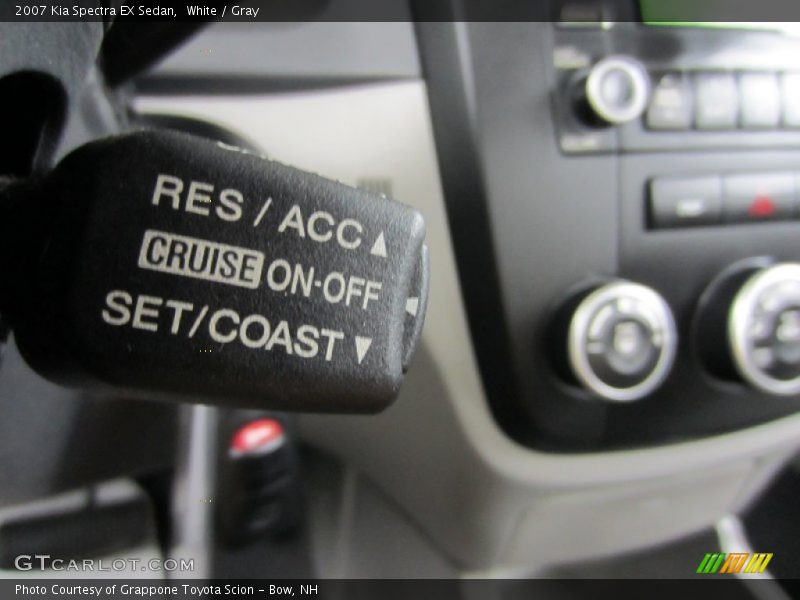 2007 Kia Spectra EX Sedan,  White / Gray
RES / ACC ▲
CRUISE ON-OFF
SET/COAST ▼
GTCARLOT.COM
Photo Courtesy of Grappone Toyota Scion - Bow, NH